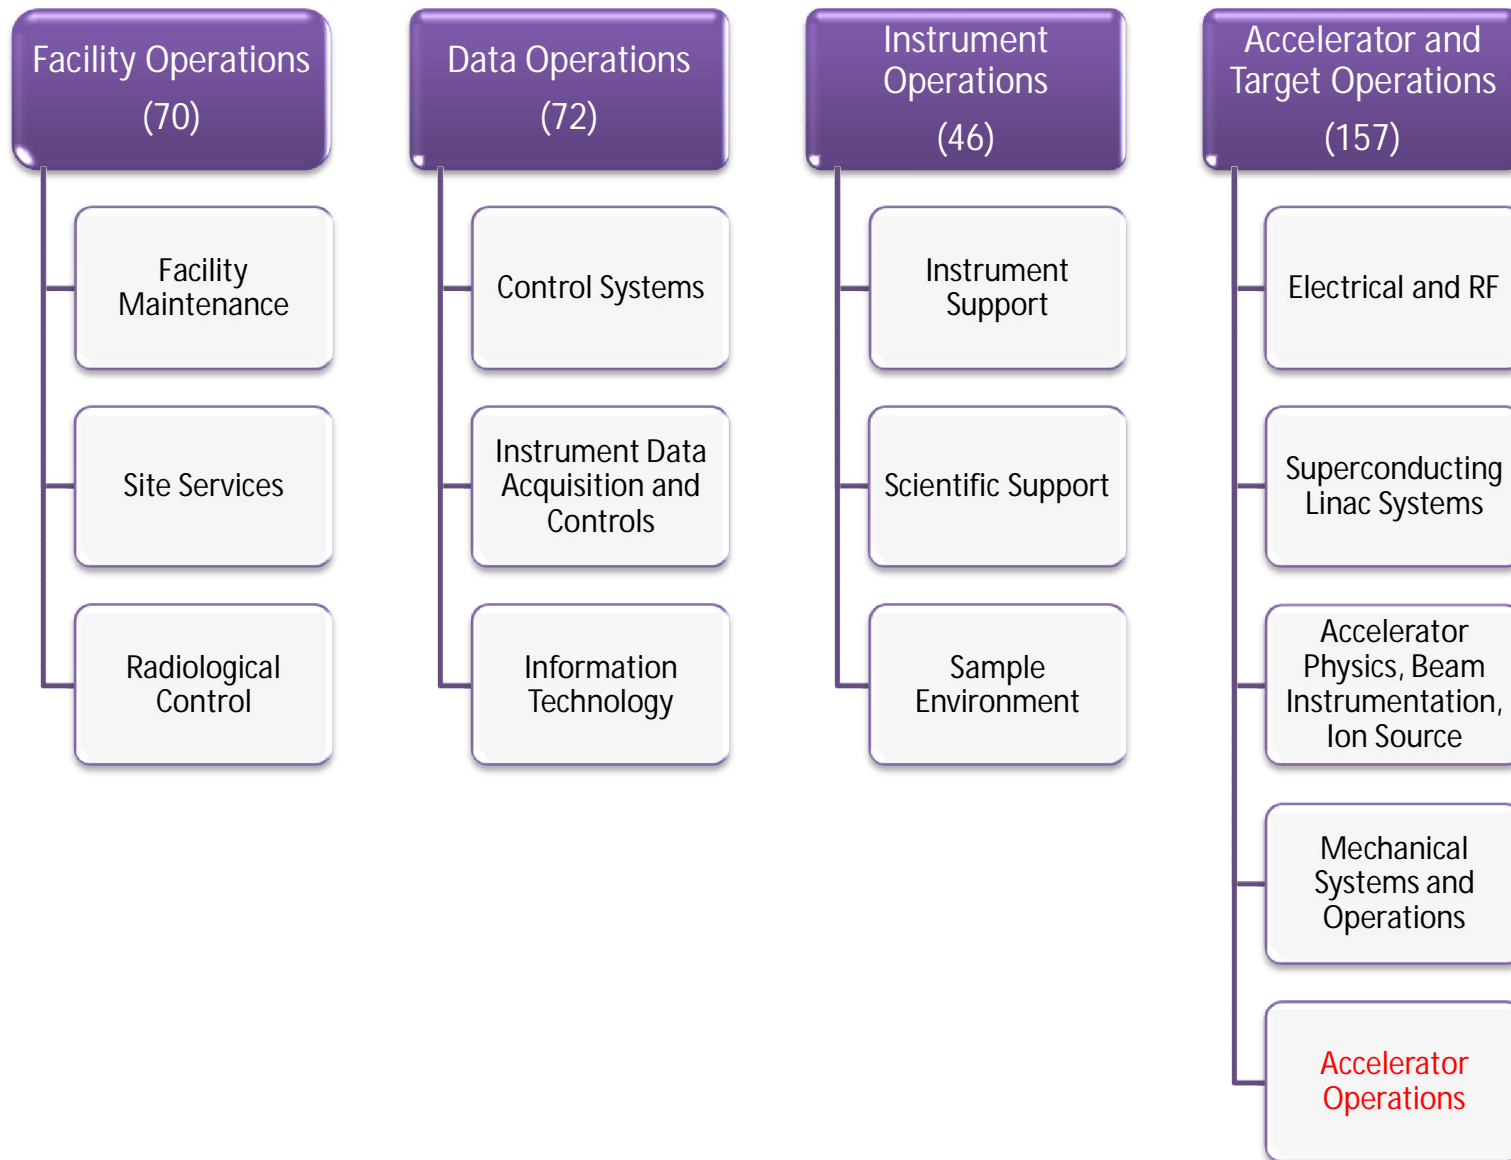 Facility Operations
(70)
Facility
Maintenance
Site Services
Radiological
Control
Data Operations
(72)
Control Systems
Instrument Data
Acquisition and
Controls
Information
Technology
Instrument
Operations
(46)
Instrument
Support
Scientific Support
Sample
Environment
Accelerator and
Target Operations
(157)
Electrical and RF
Superconducting
Linac Systems
Accelerator
Physics, Beam
Instrumentation,
Ion Source
Mechanical
Systems and
Operations
Accelerator
Operations